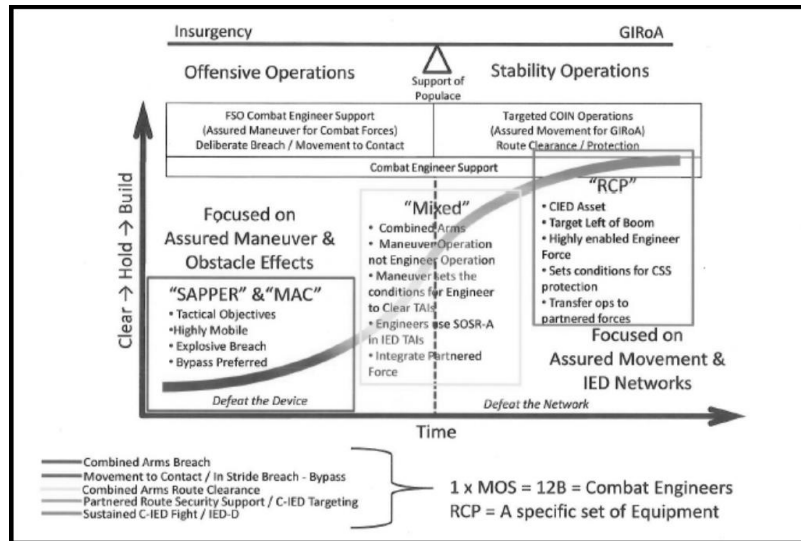 Insurgency
GIRoA
Offensive Operations
Stability Operations
Support of
Populace
FSO Combat Engineer Support
(Assured Maneuver for Combat Forces)
Deliberate Breach / Movement to Contact
Targeted COIN Operations
(Assured Movement for GIRoA)
Route Clearance / Protection
Combat Engineer Support
Clear → Hold → Build
Focused on
Assured Maneuver &
Obstacle Effects
"SAPPER" &"MAC"
• Tactical Objectives
•Highly Mobile
• Explosive Breach
• Bypass Preferred
Defeat the Device
"Mixed"
• Combined Arms
• Maneuver Operation
not Engineer Operation
• Maneuver sets the
conditions for Engineer
to Clear TAIs
• Engineers use SOSR-A
in IED TAIs
• Integrate Partnered
Force
"RCP"
• CIED Asset
• Target Left of Boom
• Highly enabled Engineer
Force
• Sets conditions for CSS
protection
• Transfer ops to
partnered forces
Focused on
Assured Movement &
IED Networks
Defeat the Network
Time
Combined Arms Breach
Movement to Contact / In Stride Breach - Bypass
Combined Arms Route Clearance
Partnered Route Security Support / C-IED Targeting
Sustained C-IED Fight / IED-D
1 x MOS = 12B = Combat Engineers
RCP = A specific set of Equipment